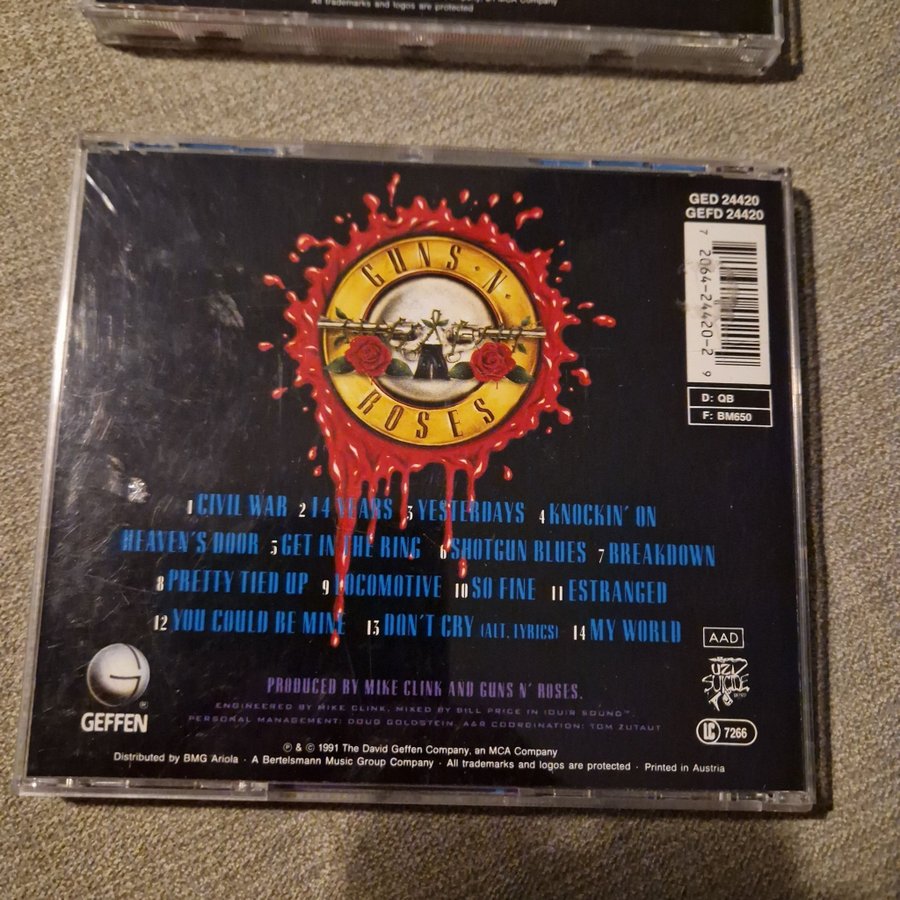 All trademarks and logos are protected
GED 24420
GEFD 24420
7 2064-24420-2 9
D: QB
F: BM650
GUNS·N·
ROSES
1 CIVIL WAR 2 14 YEARS 3 YESTERDAYS 4 KNOCKIN' ON
HEAVEN'S DOOR 5 GET IN THE RING 6 SHOTGUN BLUES 7 BREAKDOWN
8 PRETTY TIED UP 9 LOCOMOTIVE 10 SO FINE 11 ESTRANGED
12 YOU COULD BE MINE 13 DON'T CRY (ALT. LYRICS) 14 MY WORLD
AAD
UZI
SUICIDE
LC 7266
GEFFEN
PRODUCED BY MIKE CLINK AND GUNS N' ROSES.
ENGINEERED BY MIKE CLINK, MIXED BY BILL PRICE IN (OU)R SOUND™
PERSONAL MANAGEMENT: DOUG GOLDSTEIN, A&R COORDINATION: TOM ZUTAUT
℗ & © 1991 The David Geffen Company, an MCA Company
Distributed by BMG Ariola · A Bertelsmann Music Group Company · All trademarks and logos are protected · Printed in Austria